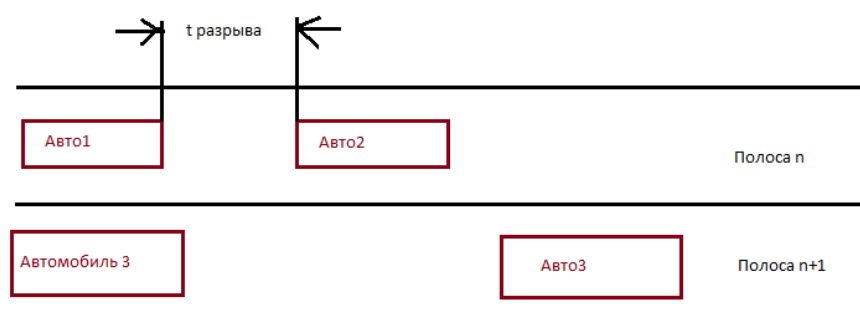 t разрыва
Авто1
Авто2
Полоса n
Автомобиль 3
Авто3
Полоса n+1